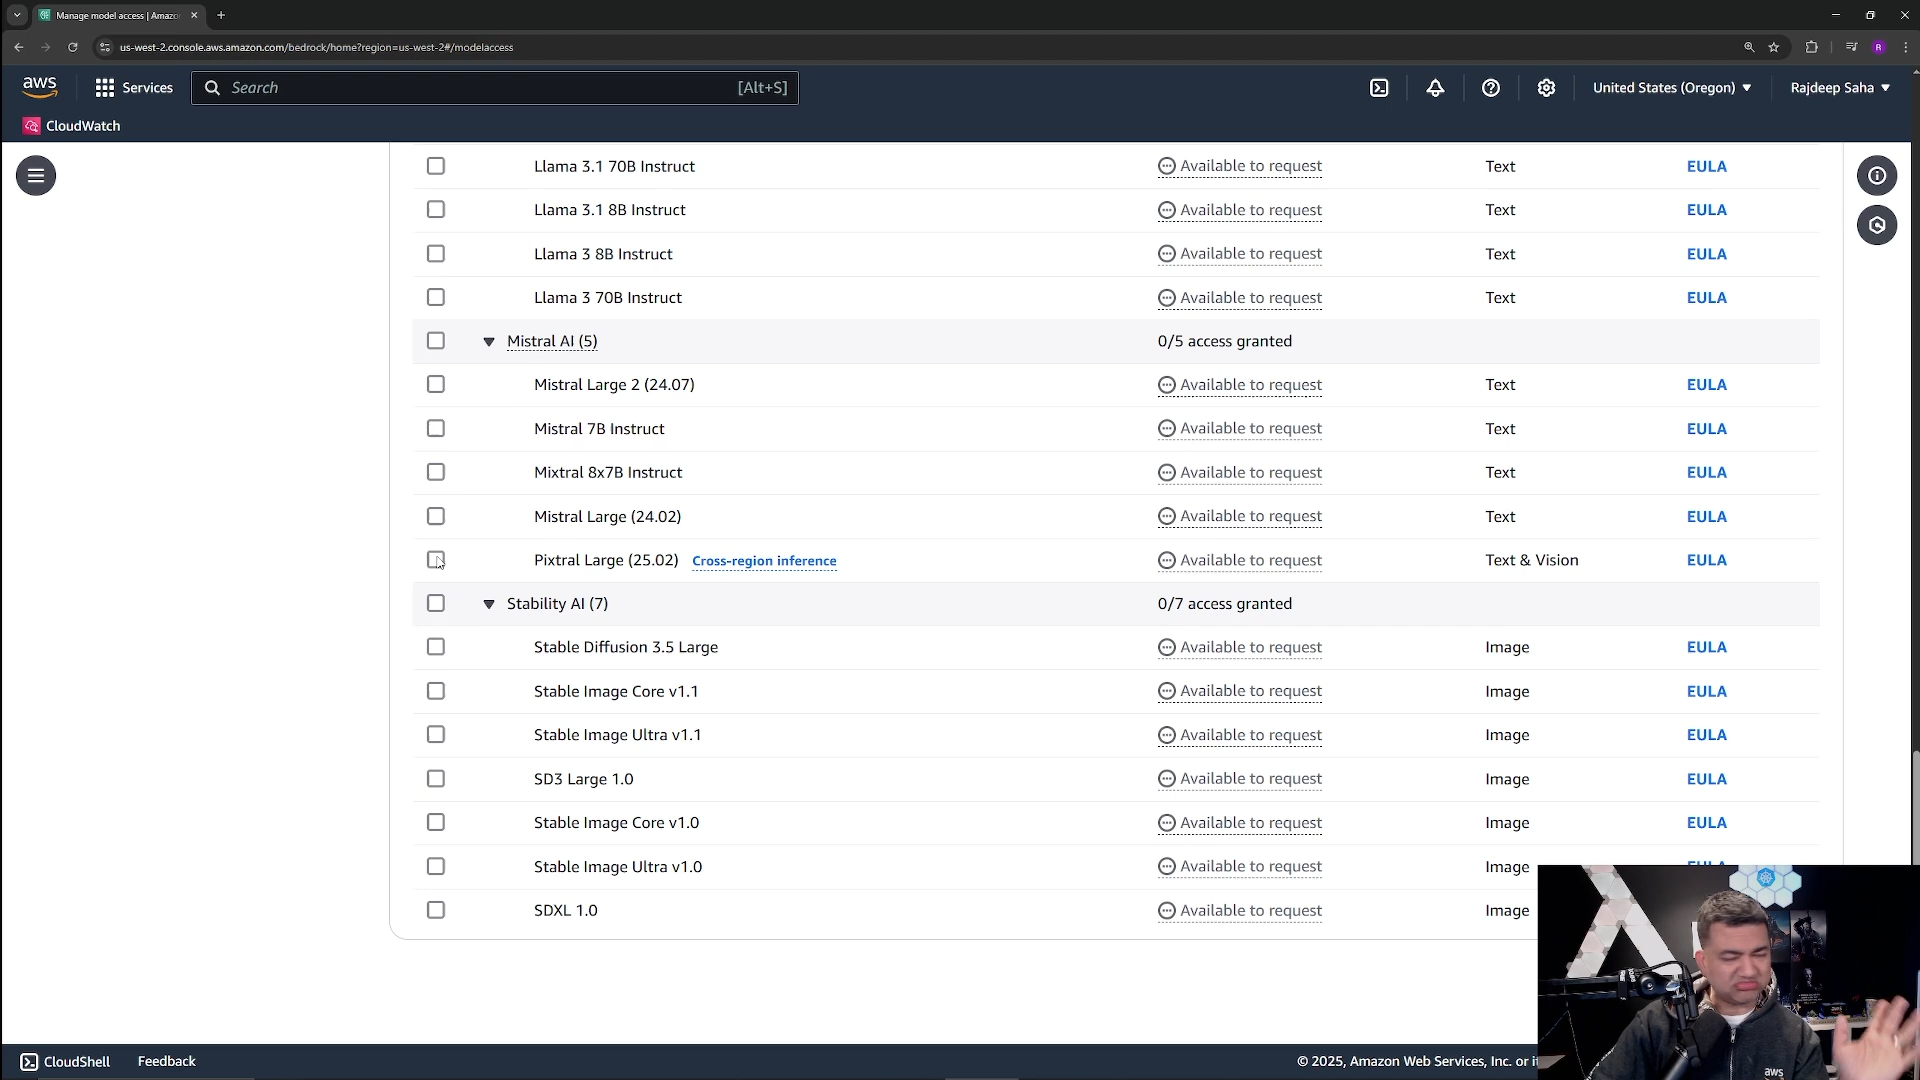 Manage model access | Amazo
us-west-2.console.aws.amazon.com/bedrock/home?region=us-west-2#/modelaccess
R
aws Services Search [Alt+S] United States (Oregon) Rajdeep Saha
CloudWatch
Llama 3.1 70B Instruct Available to request Text EULA
Llama 3.1 8B Instruct Available to request Text EULA
Llama 3 8B Instruct Available to request Text EULA
Llama 3 70B Instruct Available to request Text EULA
Mistral AI (5) 0/5 access granted
Mistral Large 2 (24.07) Available to request Text EULA
Mistral 7B Instruct Available to request Text EULA
Mixtral 8x7B Instruct Available to request Text EULA
Mistral Large (24.02) Available to request Text EULA
Pixtral Large (25.02) Cross-region inference Available to request Text & Vision EULA
Stability AI (7) 0/7 access granted
Stable Diffusion 3.5 Large Available to request Image EULA
Stable Image Core v1.1 Available to request Image EULA
Stable Image Ultra v1.1 Available to request Image EULA
SD3 Large 1.0 Available to request Image EULA
Stable Image Core v1.0 Available to request Image EULA
Stable Image Ultra v1.0 Available to request Image
SDXL 1.0 Available to request Image
CloudShell Feedback © 2025, Amazon Web Services, Inc. or
aws